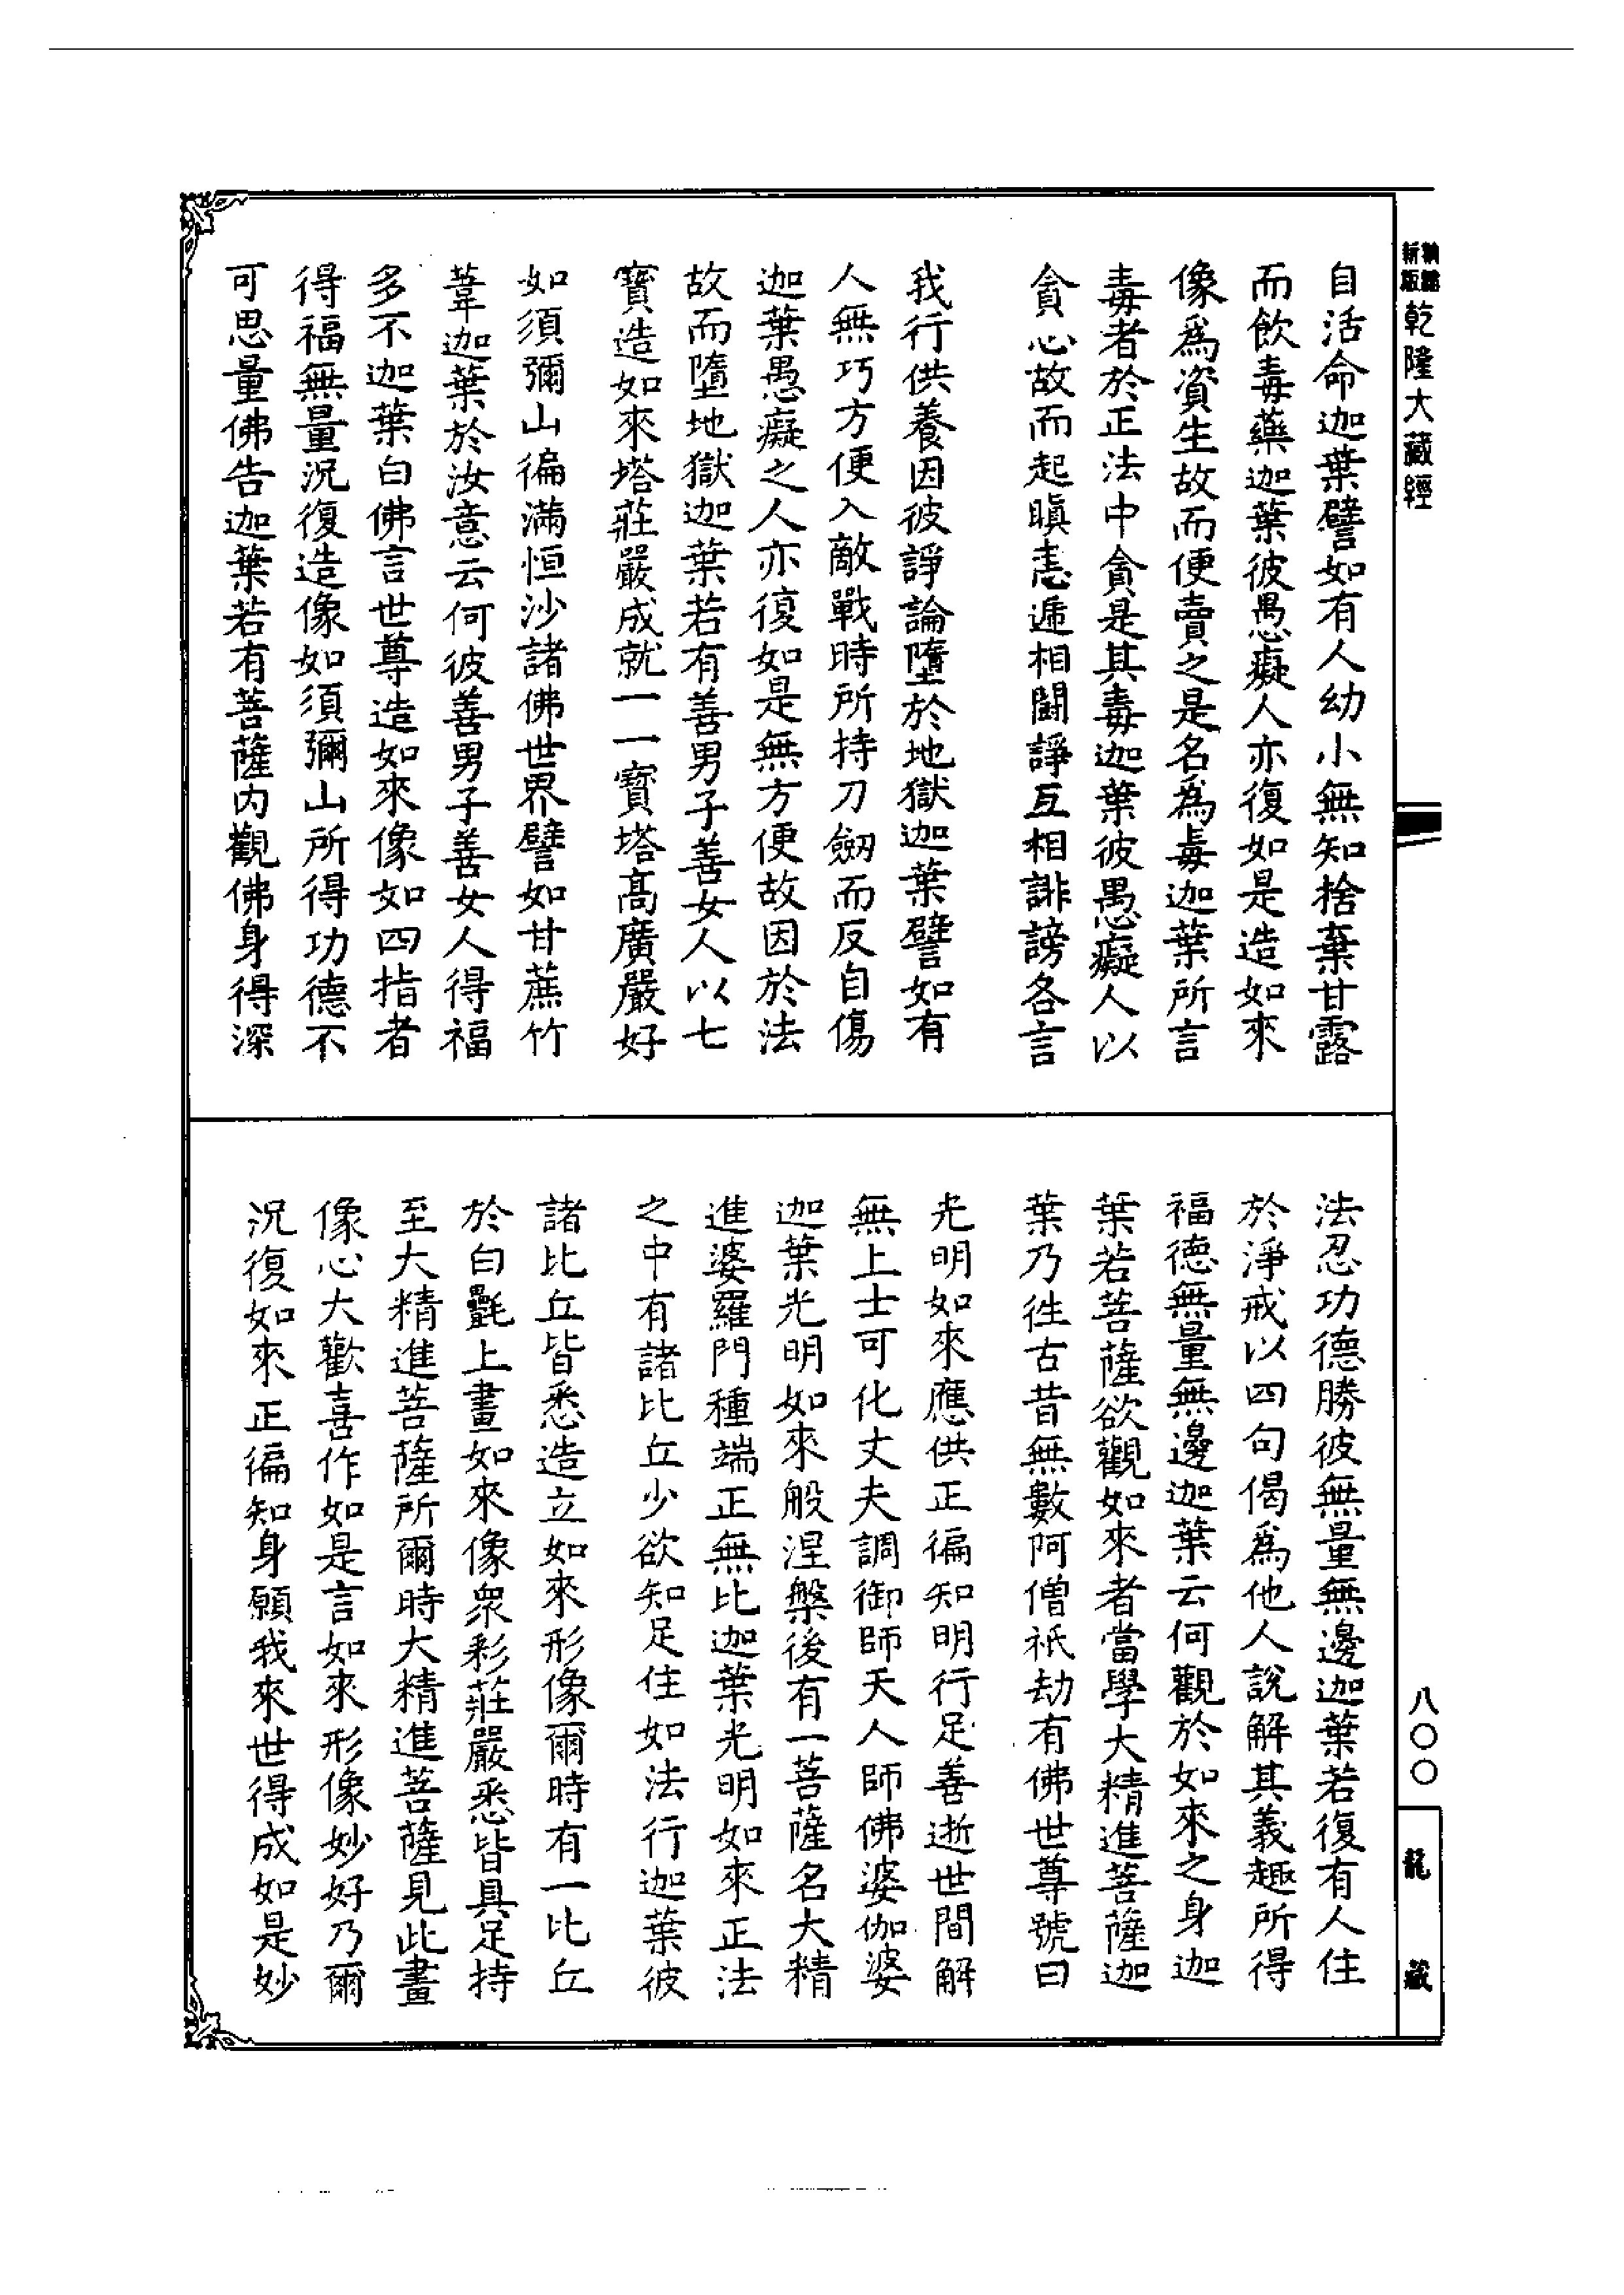 新版
精縮
乾隆大藏經
自活命迦葉譬如有人幼小無知捨棄甘露
而飲毒藥迦葉彼愚癡人亦復如是造如來
像爲資生故而便賣之是名爲毒迦葉所言
毒者於正法中貪是其毒迦葉彼愚癡人以
貪心故而起瞋恚遞相鬪諍互相誹謗各言
我行供養因彼諍論墮於地獄迦葉譬如有
人無巧方便入敵戰時所持刀劒而反自傷
迦葉愚癡之人亦復如是無方便故因於法
故而墮地獄迦葉若有善男子善女人以七
寶造如來塔莊嚴成就一一寶塔高廣嚴好
如須彌山徧滿恒沙諸佛世界譬如甘蔗竹
葦迦葉於汝意云何彼善男子善女人得福
多不迦葉白佛言世尊造如來像如四指者
得福無量況復造像如須彌山所得功德不
可思量佛告迦葉若有菩薩內觀佛身得深
法忍功德勝彼無量無邊迦葉若復有人住
於淨戒以四句偈爲他人說解其義趣所得
福德無量無邊迦葉云何觀於如來之身迦
葉若菩薩欲觀如來者當學大精進菩薩迦
葉乃往古昔無數阿僧祇劫有佛世尊號曰
光明如來應供正徧知明行足善逝世間解
無上士可化丈夫調御師天人師佛婆伽婆
迦葉光明如來般涅槃後有一菩薩名大精
進婆羅門種端正無比迦葉光明如來正法
之中有諸比丘少欲知足住如法行迦葉彼
諸比丘皆悉造立如來形像爾時有一比丘
於白氎上畫如來像衆彩莊嚴悉皆具足持
至大精進菩薩所爾時大精進菩薩見此畫
像心大歡喜作如是言如來形像妙好乃爾
況復如來正徧知身願我來世得成如是妙
八〇〇
龍藏